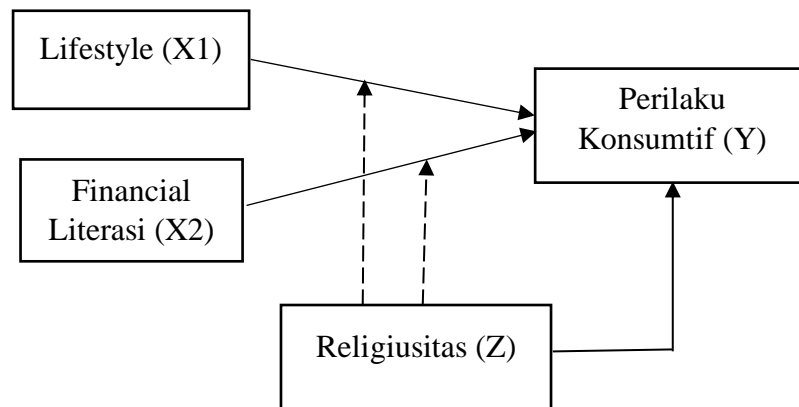 Lifestyle (X1)
Perilaku
Konsumtif (Y)
Financial
Literasi (X2)
Religiusitas (Z)